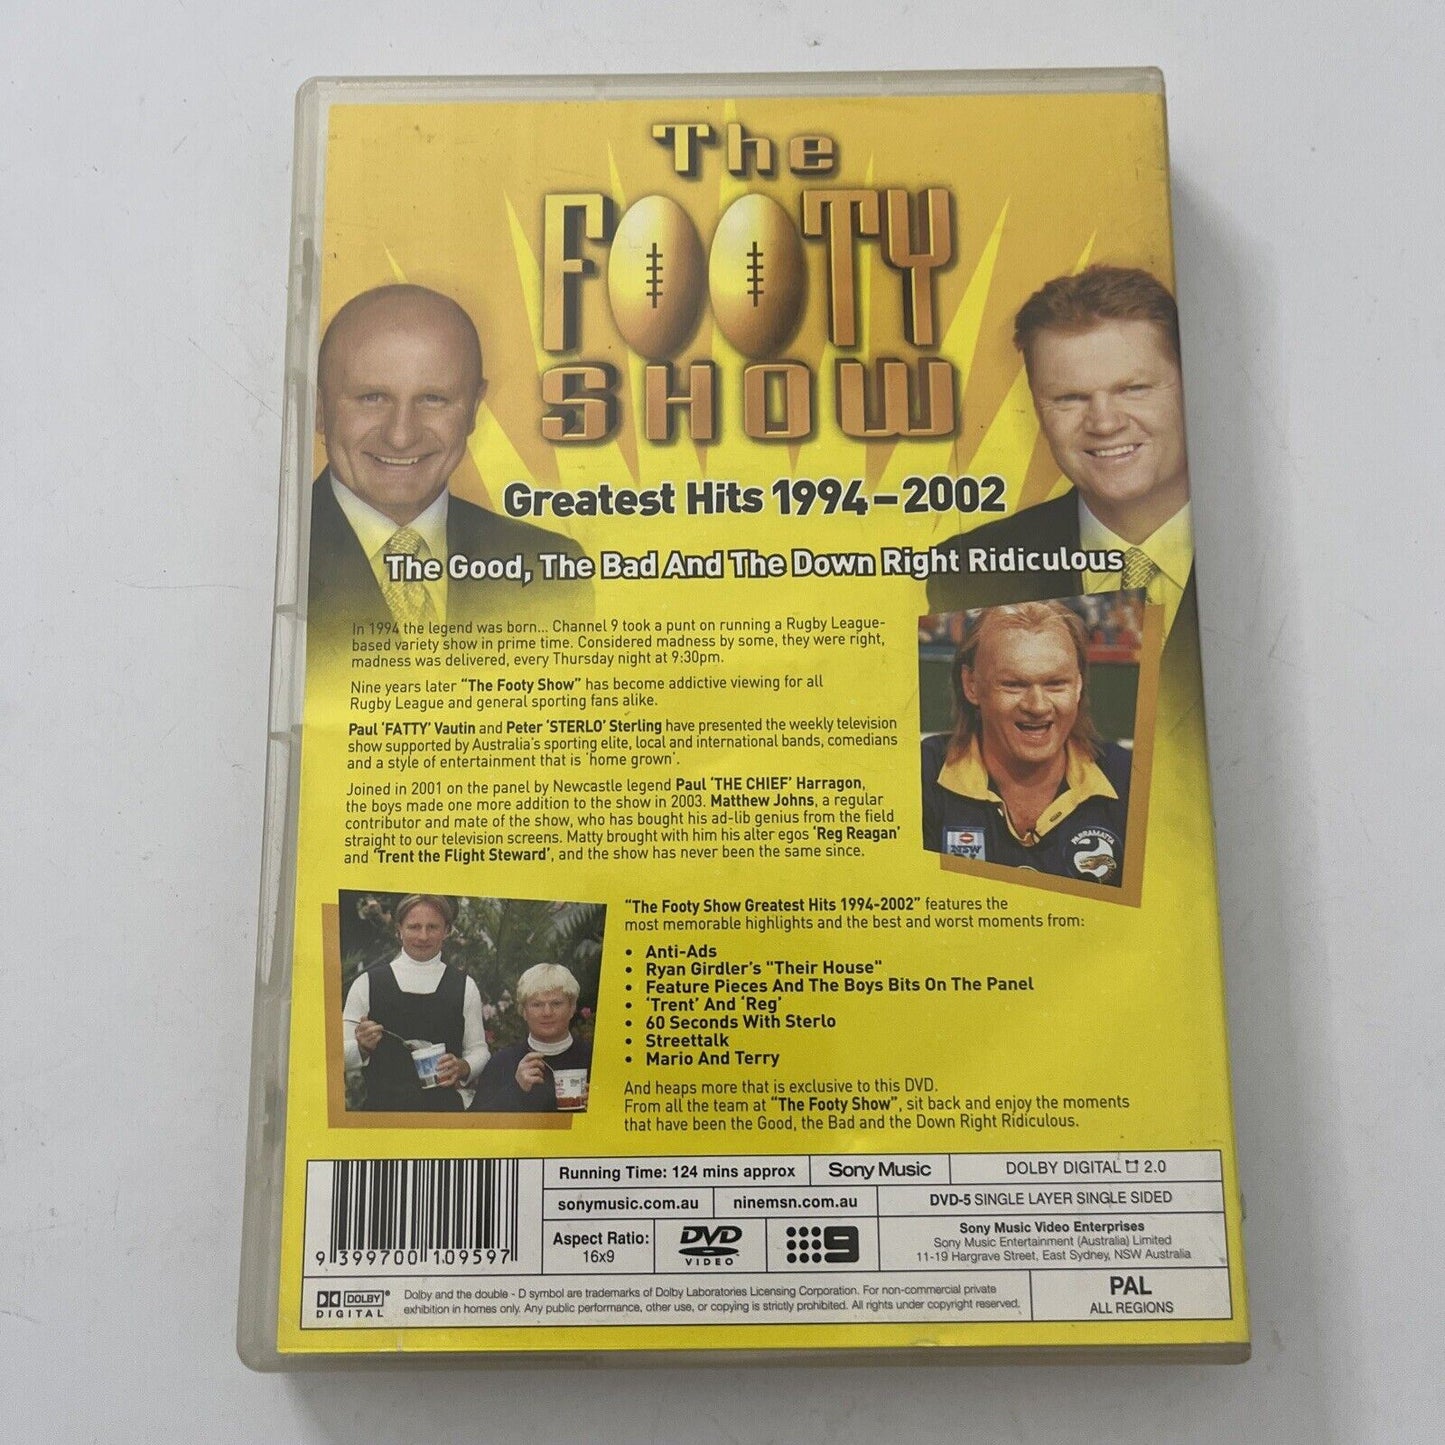 The
FOOTY
SHOW
Greatest Hits 1994-2002
The Good, The Bad And The Down Right Ridiculous
In 1994 the legend was born... Channel 9 took a punt on running a Rugby League-
based variety show in prime time. Considered madness by some, they were right,
madness was delivered, every Thursday night at 9:30pm.
Nine years later "The Footy Show" has become addictive viewing for all
Rugby League and general sporting fans alike.
Paul 'FATTY' Vautin and Peter 'STERLO' Sterling have presented the weekly television
show supported by Australia's sporting elite, local and international bands, comedians
and a style of entertainment that is 'home grown'.
Joined in 2001 on the panel by Newcastle legend Paul 'THE CHIEF' Harragon,
the boys made one more addition to the show in 2003. Matthew Johns, a regular
contributor and mate of the show, who has bought his ad-lib genius from the field
straight to our television screens. Matty brought with him his alter egos 'Reg Reagan'
and 'Trent the Flight Steward', and the show has never been the same since.
NSW
PARRAMATTA
"The Footy Show Greatest Hits 1994-2002" features the
most memorable highlights and the best and worst moments from:
• Anti-Ads
• Ryan Girdler's "Their House"
• Feature Pieces And The Boys Bits On The Panel
• 'Trent' And 'Reg'
• 60 Seconds With Sterlo
• Streettalk
• Mario And Terry
And heaps more that is exclusive to this DVD.
From all the team at "The Footy Show", sit back and enjoy the moments
that have been the Good, the Bad and the Down Right Ridiculous.
9 399700 109597
Running Time: 124 mins approx
Sony Music
DOLBY DIGITAL 2.0
sonymusic.com.au
ninemsn.com.au
DVD-5 SINGLE LAYER SINGLE SIDED
Aspect Ratio:
16x9
DVD
VIDEO
9
Sony Music Video Enterprises
Sony Music Entertainment (Australia) Limited
11-19 Hargrave Street, East Sydney, NSW Australia
DOLBY
DIGITAL
Dolby and the double - D symbol are trademarks of Dolby Laboratories Licensing Corporation. For non-commercial private
exhibition in homes only. Any public performance, other use, or copying is strictly prohibited. All rights under copyright reserved.
PAL
ALL REGIONS